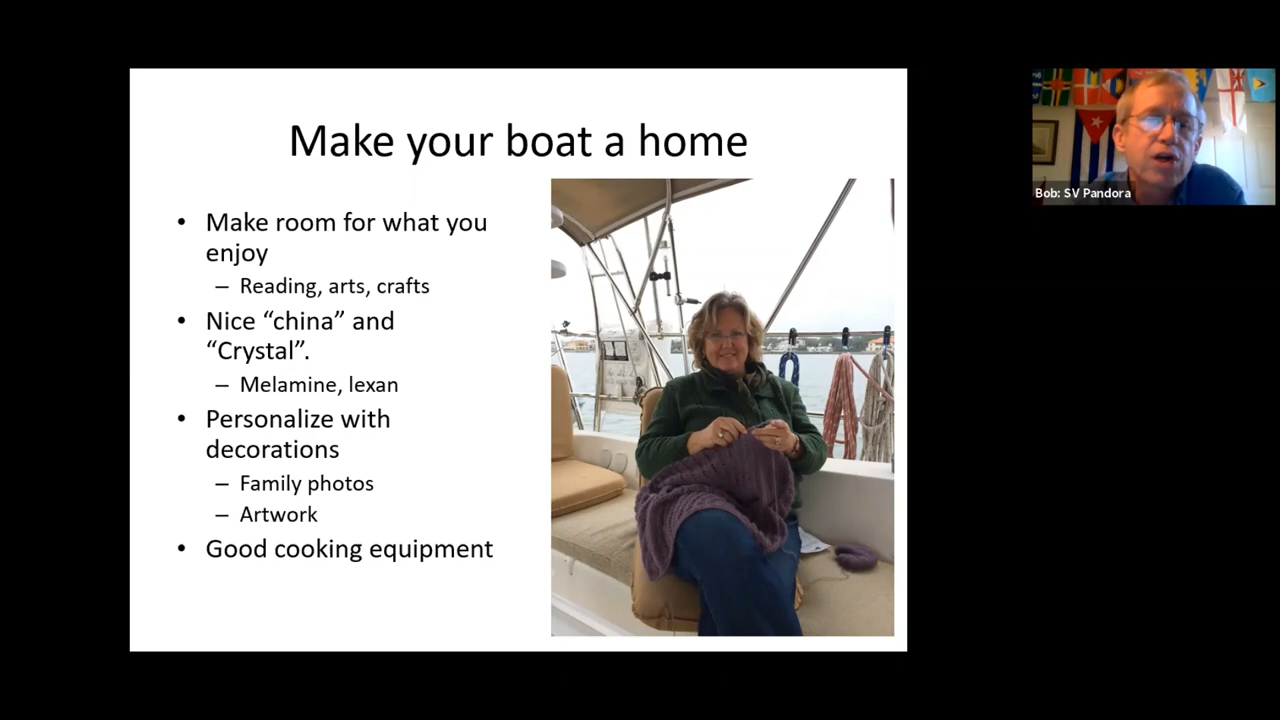 Make your boat a home
• Make room for what you
enjoy
– Reading, arts, crafts
• Nice “china” and
“Crystal”.
– Melamine, lexan
• Personalize with
decorations
– Family photos
– Artwork
• Good cooking equipment
Bob: SV Pandora